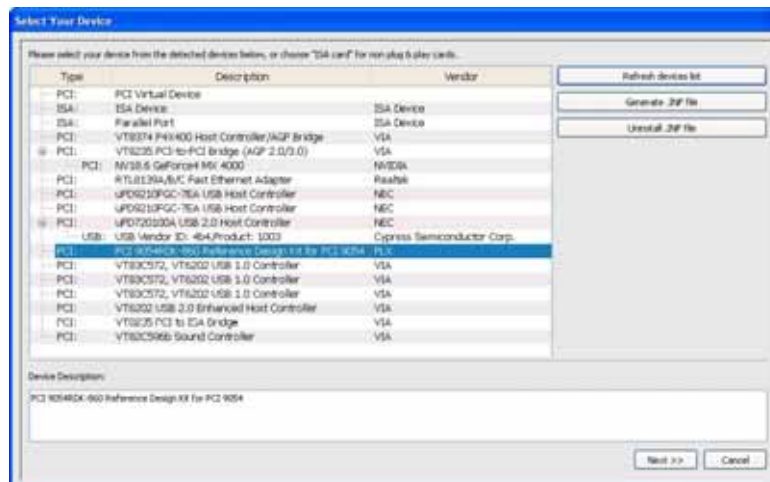 Select Your Device
Please select your device from the detected devices below, or choose "ISA card" for non plug & play cards.
Type Description Vendor
PCI: PCI Virtual Device
ISA: ISA Device ISA Device
ISA: Parallel Port ISA Device
PCI: VT8374 P4X400 Host Controller/AGP Bridge VIA
PCI: VT8235 PCI-to-PCI Bridge (AGP 2.0/3.0) VIA
PCI: NV18.6 GeForce4 MX 4000 NVIDIA
PCI: RTL8139A/B/C Fast Ethernet Adapter Realtek
PCI: uPD9210FGC-7EA USB Host Controller NEC
PCI: uPD9210FGC-7EA USB Host Controller NEC
PCI: uPD720100A USB 2.0 Host Controller NEC
USB: USB Vendor ID: 4b4,Product: 1003 Cypress Semiconductor Corp.
PCI: PCI 9054RDK-860 Reference Design Kit for PCI 9054 PLX
PCI: VT83C572, VT6202 USB 1.0 Controller VIA
PCI: VT83C572, VT6202 USB 1.0 Controller VIA
PCI: VT83C572, VT6202 USB 1.0 Controller VIA
PCI: VT6202 USB 2.0 Enhanced Host Controller VIA
PCI: VT8235 PCI to ISA Bridge VIA
PCI: VT82C596b Sound Controller VIA
Refresh devices list
Generate .INF file
Uninstall .INF file
Device Description:
PCI 9054RDK-860 Reference Design Kit for PCI 9054
Next >> Cancel